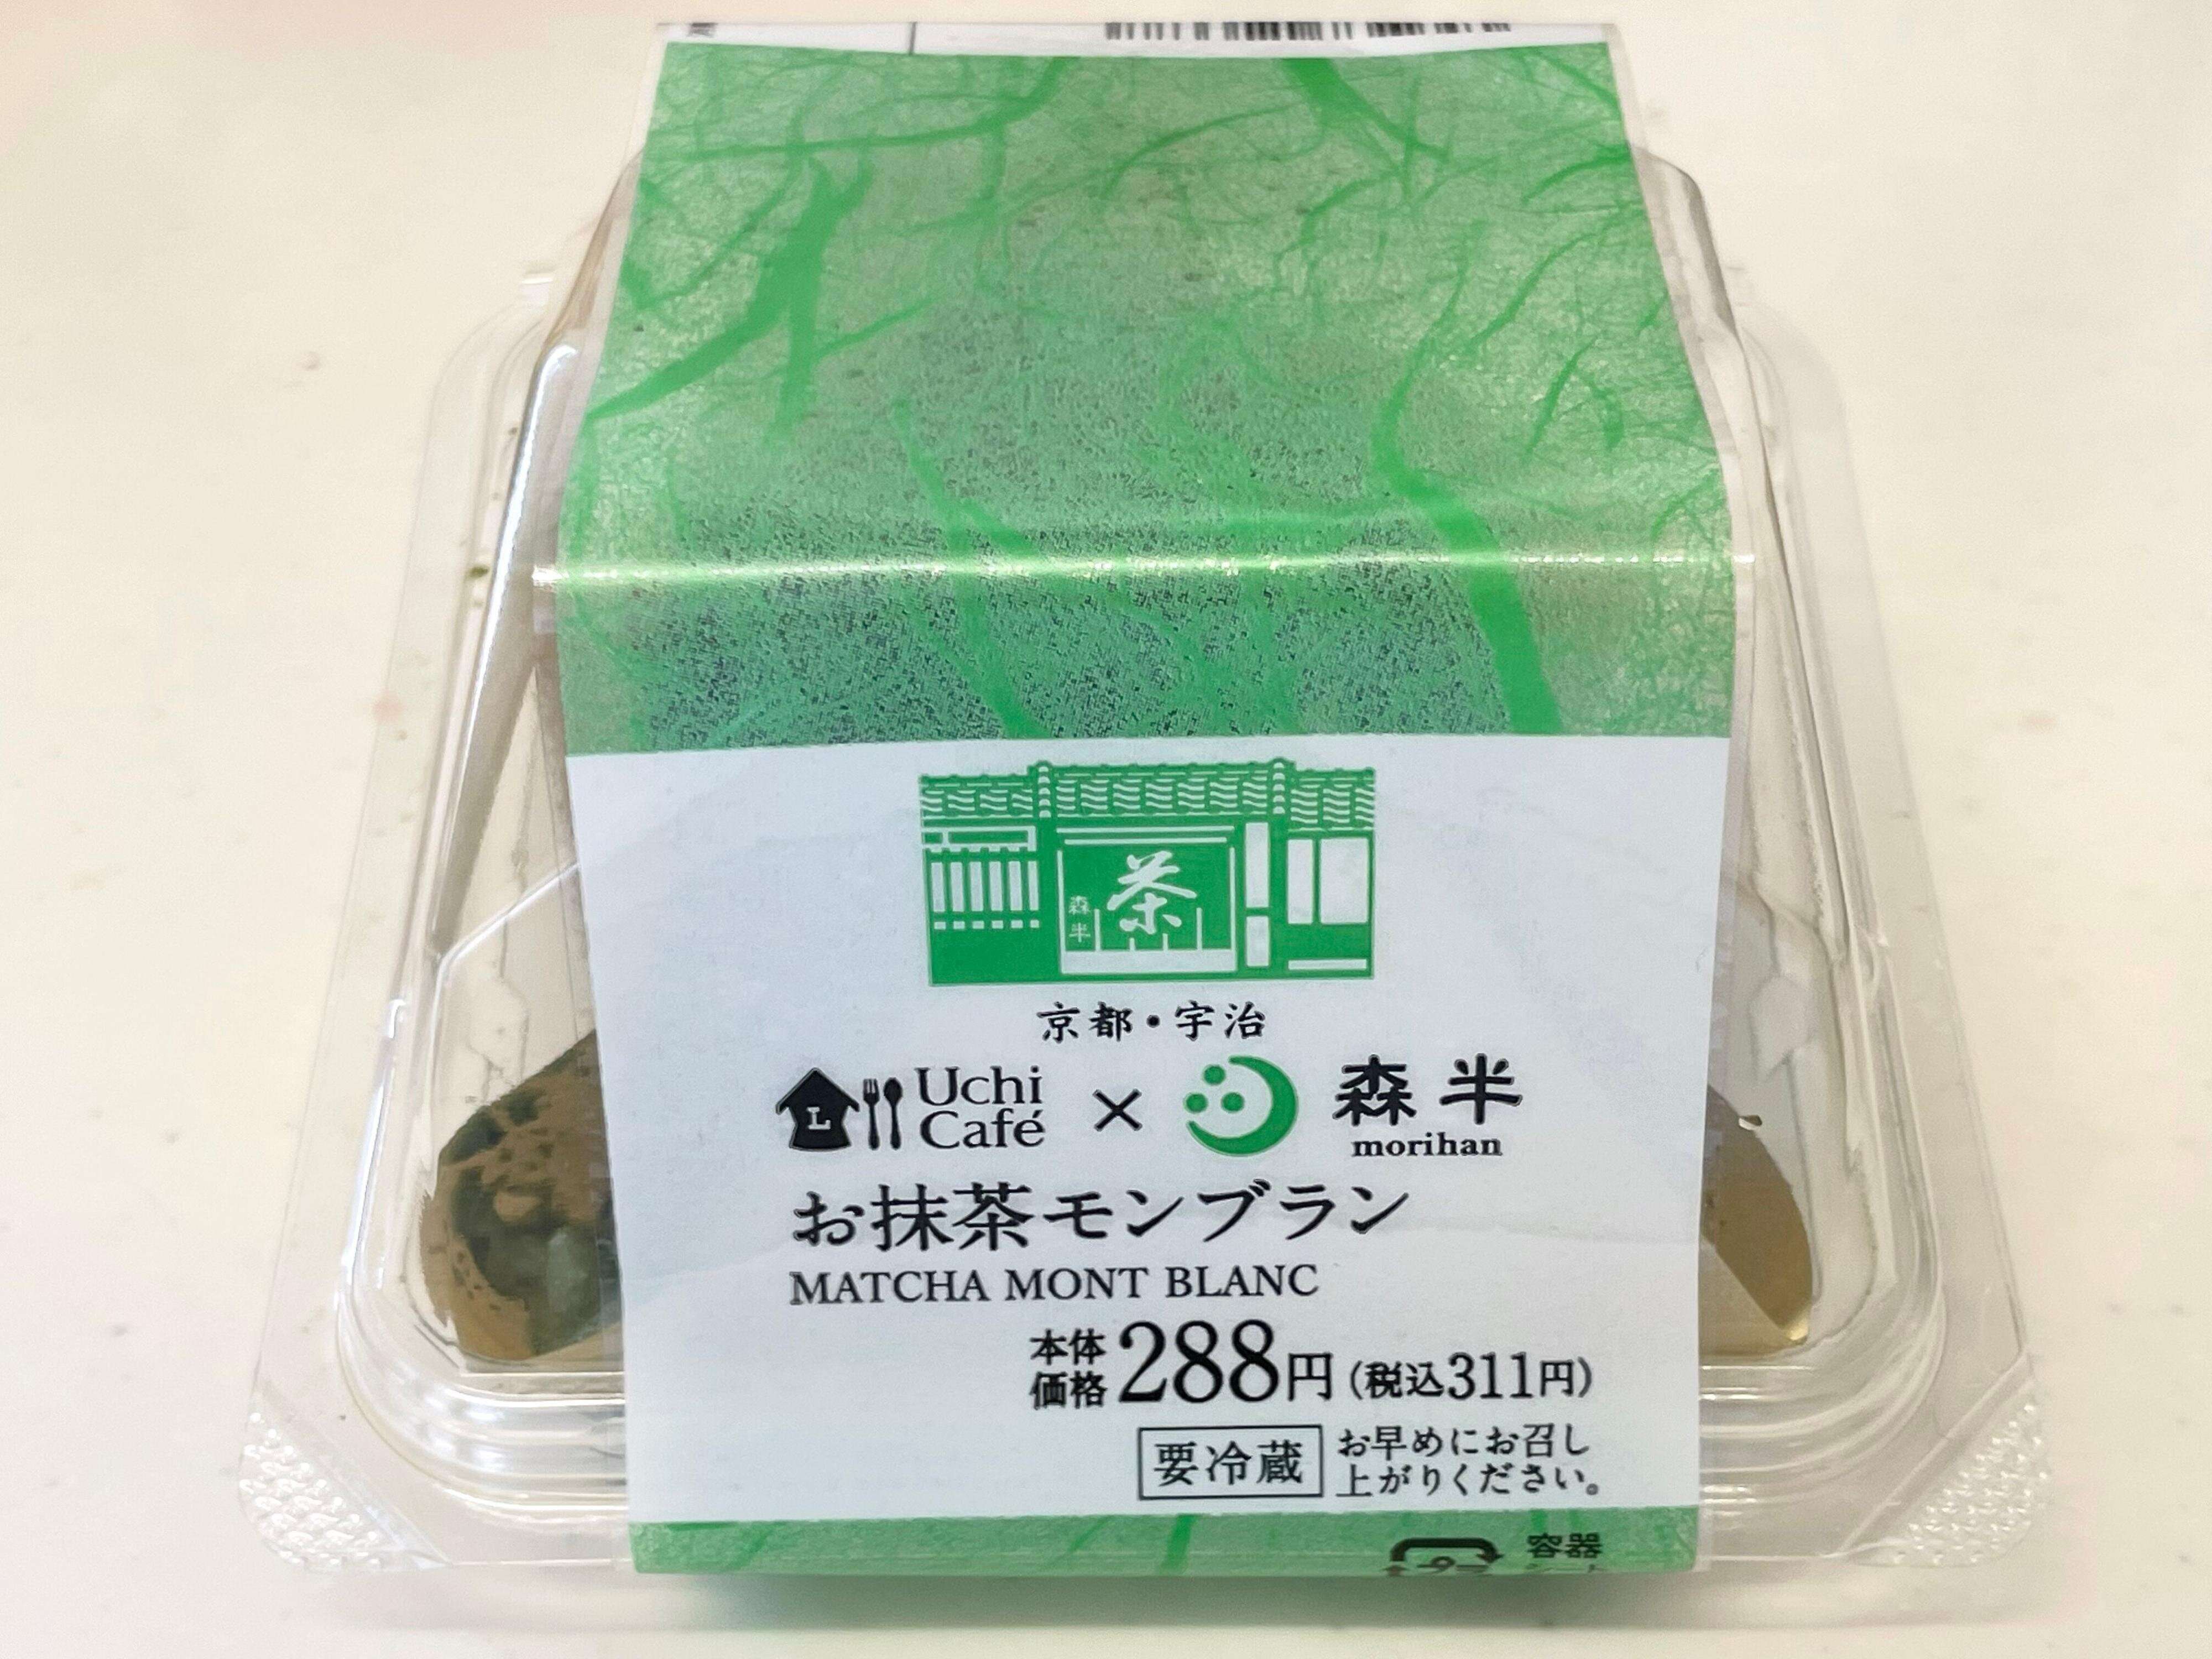 茶
森半
京都・宇治
L Uchi Café × 森半 morihan
お抹茶モンブラン
MATCHA MONT BLANC
本体価格288円(税込311円)
要冷蔵 お早めにお召し
上がりください。
容器